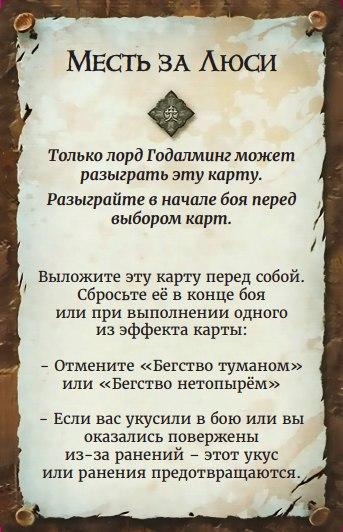 Месть за Люси
Только лорд Годалминг может
разыграть эту карту.
Разыграйте в начале боя перед
выбором карт.
Выложите эту карту перед собой.
Сбросьте её в конце боя
или при выполнении одного
из эффекта карты:
- Отмените «Бегство туманом»
или «Бегство нетопырём»
- Если вас укусили в бою или вы
оказались повержены
из-за ранений – этот укус
или ранения предотвращаются.